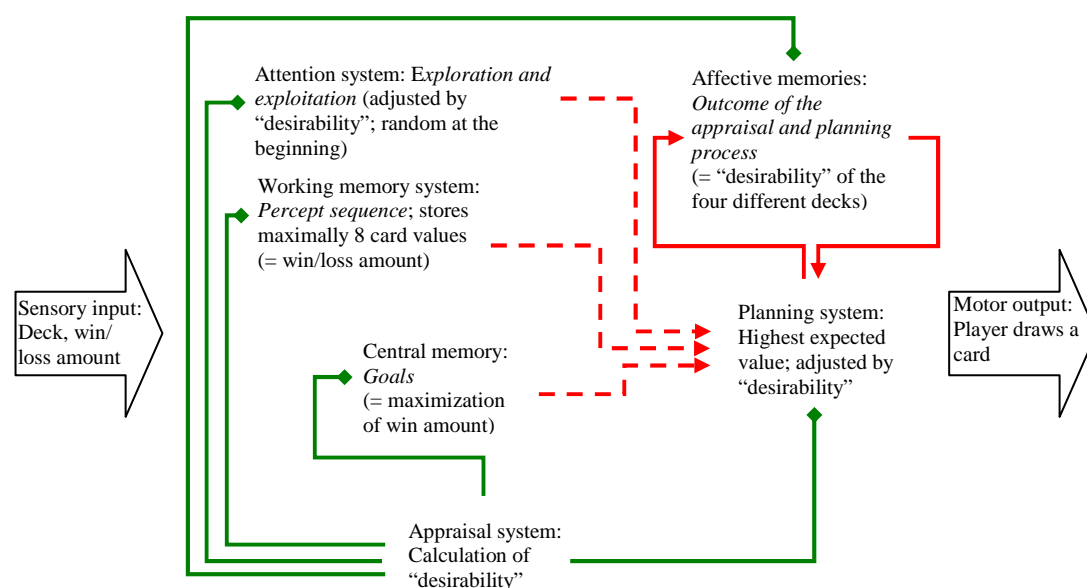 Sensory input:
Deck, win/
loss amount
Attention system: Exploration and
exploitation (adjusted by
“desirability”; random at the
beginning)
Working memory system:
Percept sequence; stores
maximally 8 card values
(= win/loss amount)
Central memory:
Goals
(= maximization
of win amount)
Appraisal system:
Calculation of
“desirability”
Affective memories:
Outcome of the
appraisal and planning
process
(= “desirability” of the
four different decks)
Planning system:
Highest expected
value; adjusted by
“desirability”
Motor output:
Player draws a
card